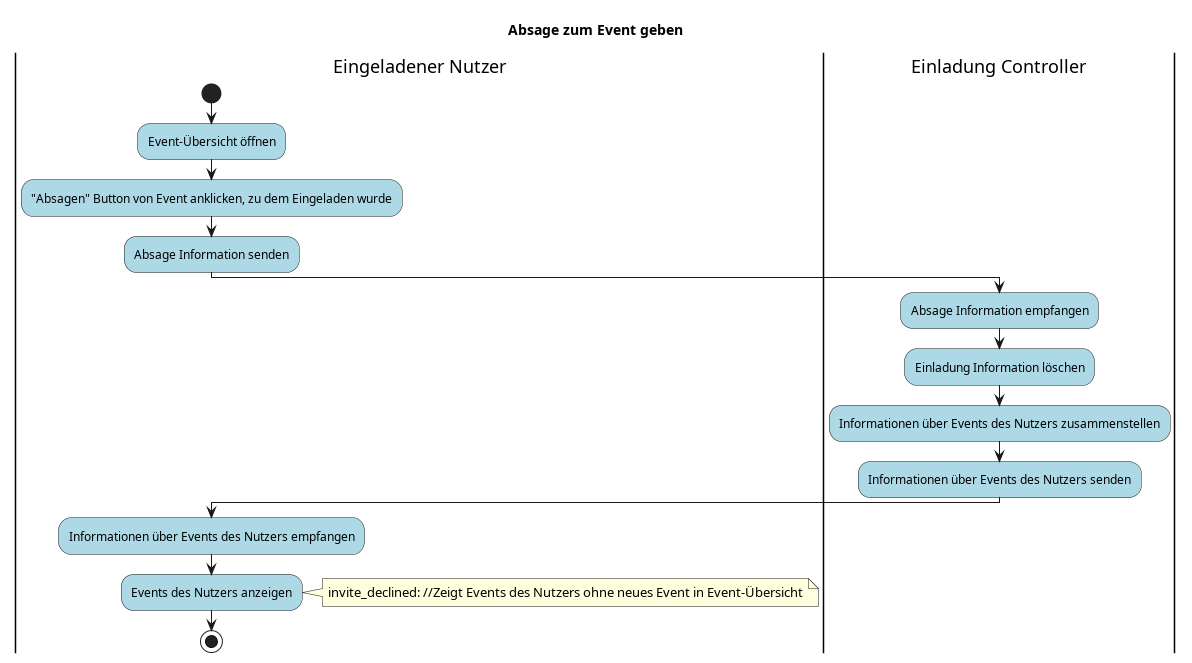 Absage zum Event geben
Eingeladener Nutzer
Einladung Controller
Event-Übersicht öffnen
"Absagen" Button von Event anklicken, zu dem Eingeladen wurde
Absage Information senden
Absage Information empfangen
Einladung Information löschen
Informationen über Events des Nutzers zusammenstellen
Informationen über Events des Nutzers senden
Informationen über Events des Nutzers empfangen
Events des Nutzers anzeigen
invite_declined: //Zeigt Events des Nutzers ohne neues Event in Event-Übersicht